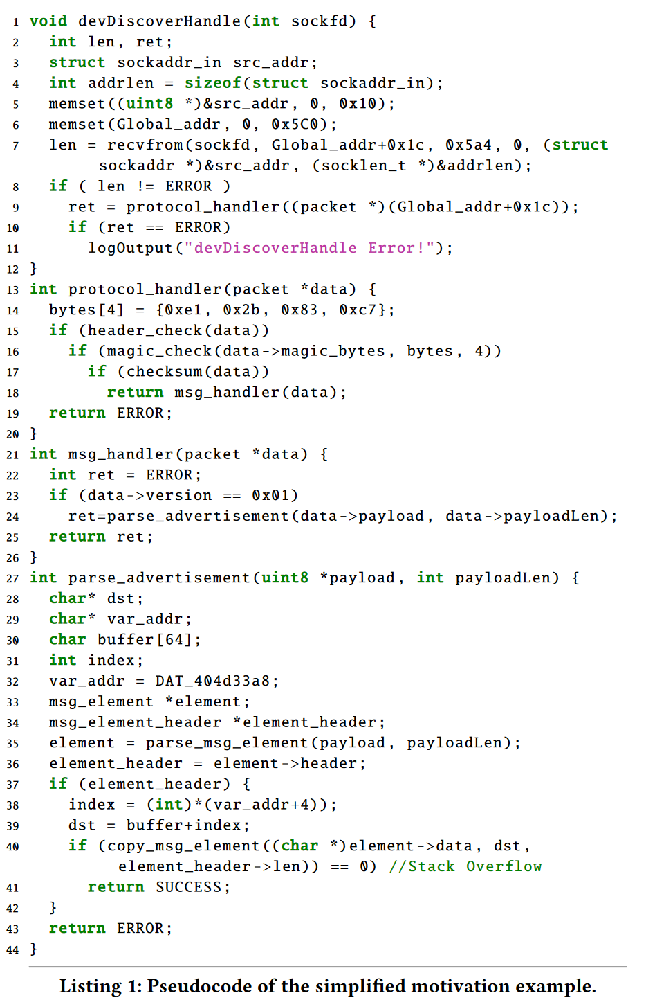 1 void devDiscoverHandle(int sockfd) {
2   int len, ret;
3   struct sockaddr_in src_addr;
4   int addrlen = sizeof(struct sockaddr_in);
5   memset((uint8 *)&src_addr, 0, 0x10);
6   memset(Global_addr, 0, 0x5C0);
7   len = recvfrom(sockfd, Global_addr+0x1c, 0x5a4, 0, (struct
        sockaddr *)&src_addr, (socklen_t *)&addrlen);
8   if ( len != ERROR )
9     ret = protocol_handler((packet *)(Global_addr+0x1c));
10     if (ret == ERROR)
11       logOutput("devDiscoverHandle Error!");
12 }
13 int protocol_handler(packet *data) {
14   bytes[4] = {0xe1, 0x2b, 0x83, 0xc7};
15   if (header_check(data))
16     if (magic_check(data->magic_bytes, bytes, 4))
17       if (checksum(data))
18         return msg_handler(data);
19   return ERROR;
20 }
21 int msg_handler(packet *data) {
22   int ret = ERROR;
23   if (data->version == 0x01)
24     ret=parse_advertisement(data->payload, data->payloadLen);
25   return ret;
26 }
27 int parse_advertisement(uint8 *payload, int payloadLen) {
28   char* dst;
29   char* var_addr;
30   char buffer[64];
31   int index;
32   var_addr = DAT_404d33a8;
33   msg_element *element;
34   msg_element_header *element_header;
35   element = parse_msg_element(payload, payloadLen);
36   element_header = element->header;
37   if (element_header) {
38     index = (int)*(var_addr+4));
39     dst = buffer+index;
40     if (copy_msg_element((char *)element->data, dst,
          element_header->len)) == 0) //Stack Overflow
41       return SUCCESS;
42   }
43   return ERROR;
44 }
Listing 1: Pseudocode of the simplified motivation example.